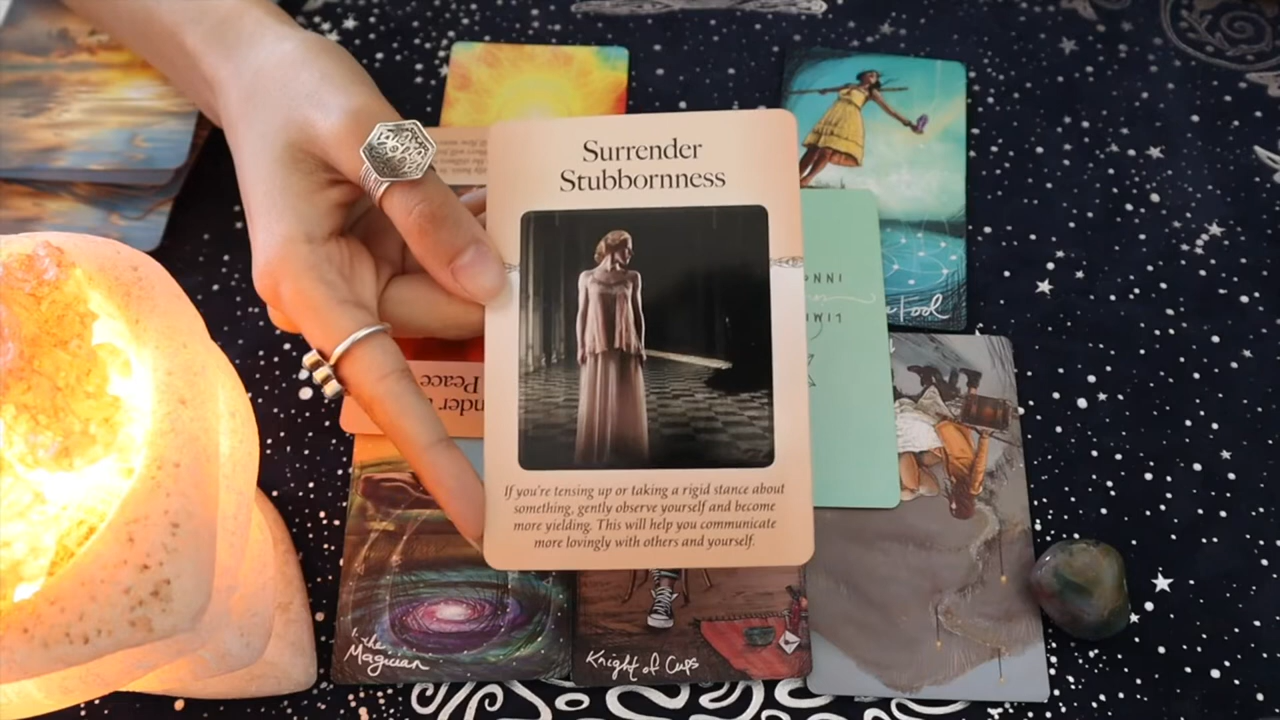 Surrender
Stubbornness
If you're tensing up or taking a rigid stance about
something, gently observe yourself and become
more yielding. This will help you communicate
more lovingly with others and yourself.
Fool
Peace
1. the
Magician
Knight of Cups